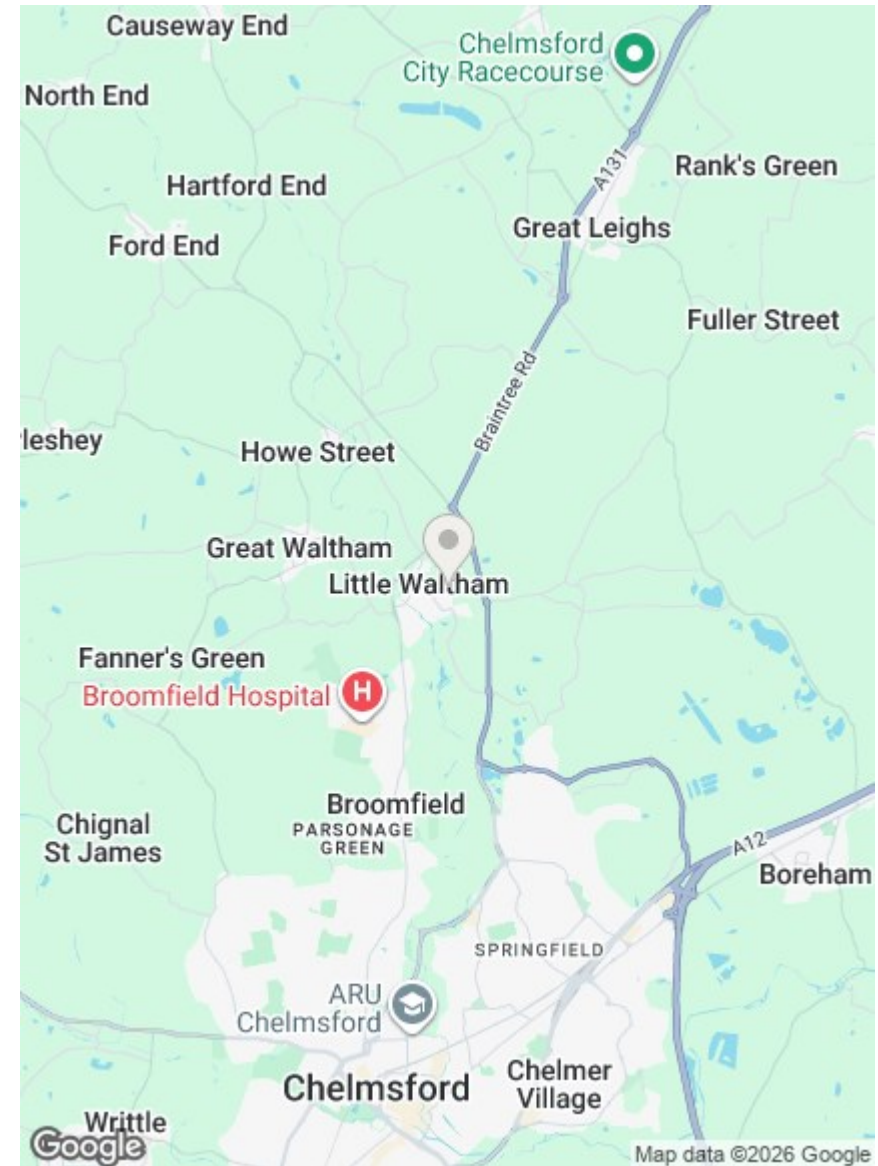 Causeway End
Chelmsford
City Racecourse
North End
A131
Rank's Green
Hartford End
Great Leighs
Ford End
Fuller Street
Braintree Rd
leshey
Howe Street
Great Waltham
Little Waltham
Fanner's Green
Broomfield Hospital
H
Broomfield
PARSONAGE
GREEN
Chignal
St James
A12
Boreham
SPRINGFIELD
ARU
Chelmsford
Chelmsford
Chelmer
Village
Writtle
Google
Map data ©2026 Google